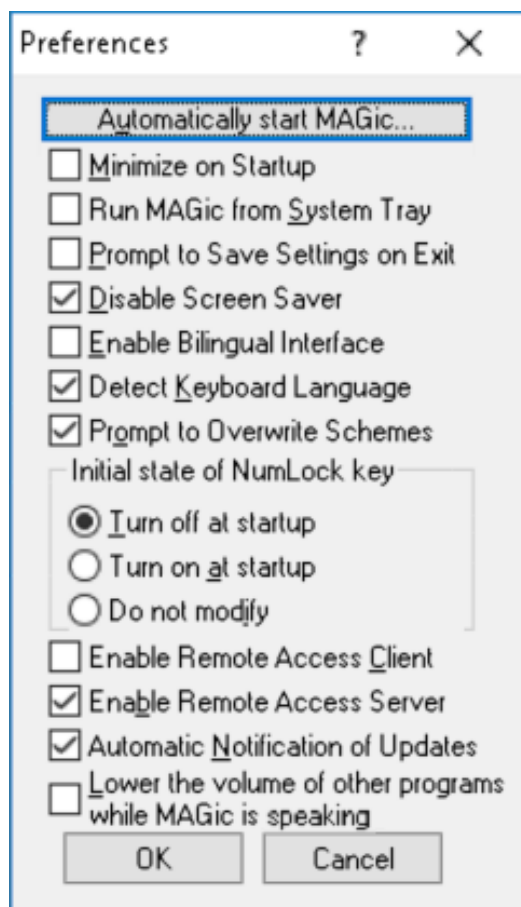 Preferences ?
Automatically start MAGic...
Minimize on Startup
Run MAGic from System Tray
Prompt to Save Settings on Exit
Disable Screen Saver
Enable Bilingual Interface
Detect Keyboard Language
Prompt to Overwrite Schemes
Initial state of NumLock key
Turn off at startup
Turn on at startup
Do not modify
Enable Remote Access Client
Enable Remote Access Server
Automatic Notification of Updates
Lower the volume of other programs
while MAGic is speaking
OK Cancel